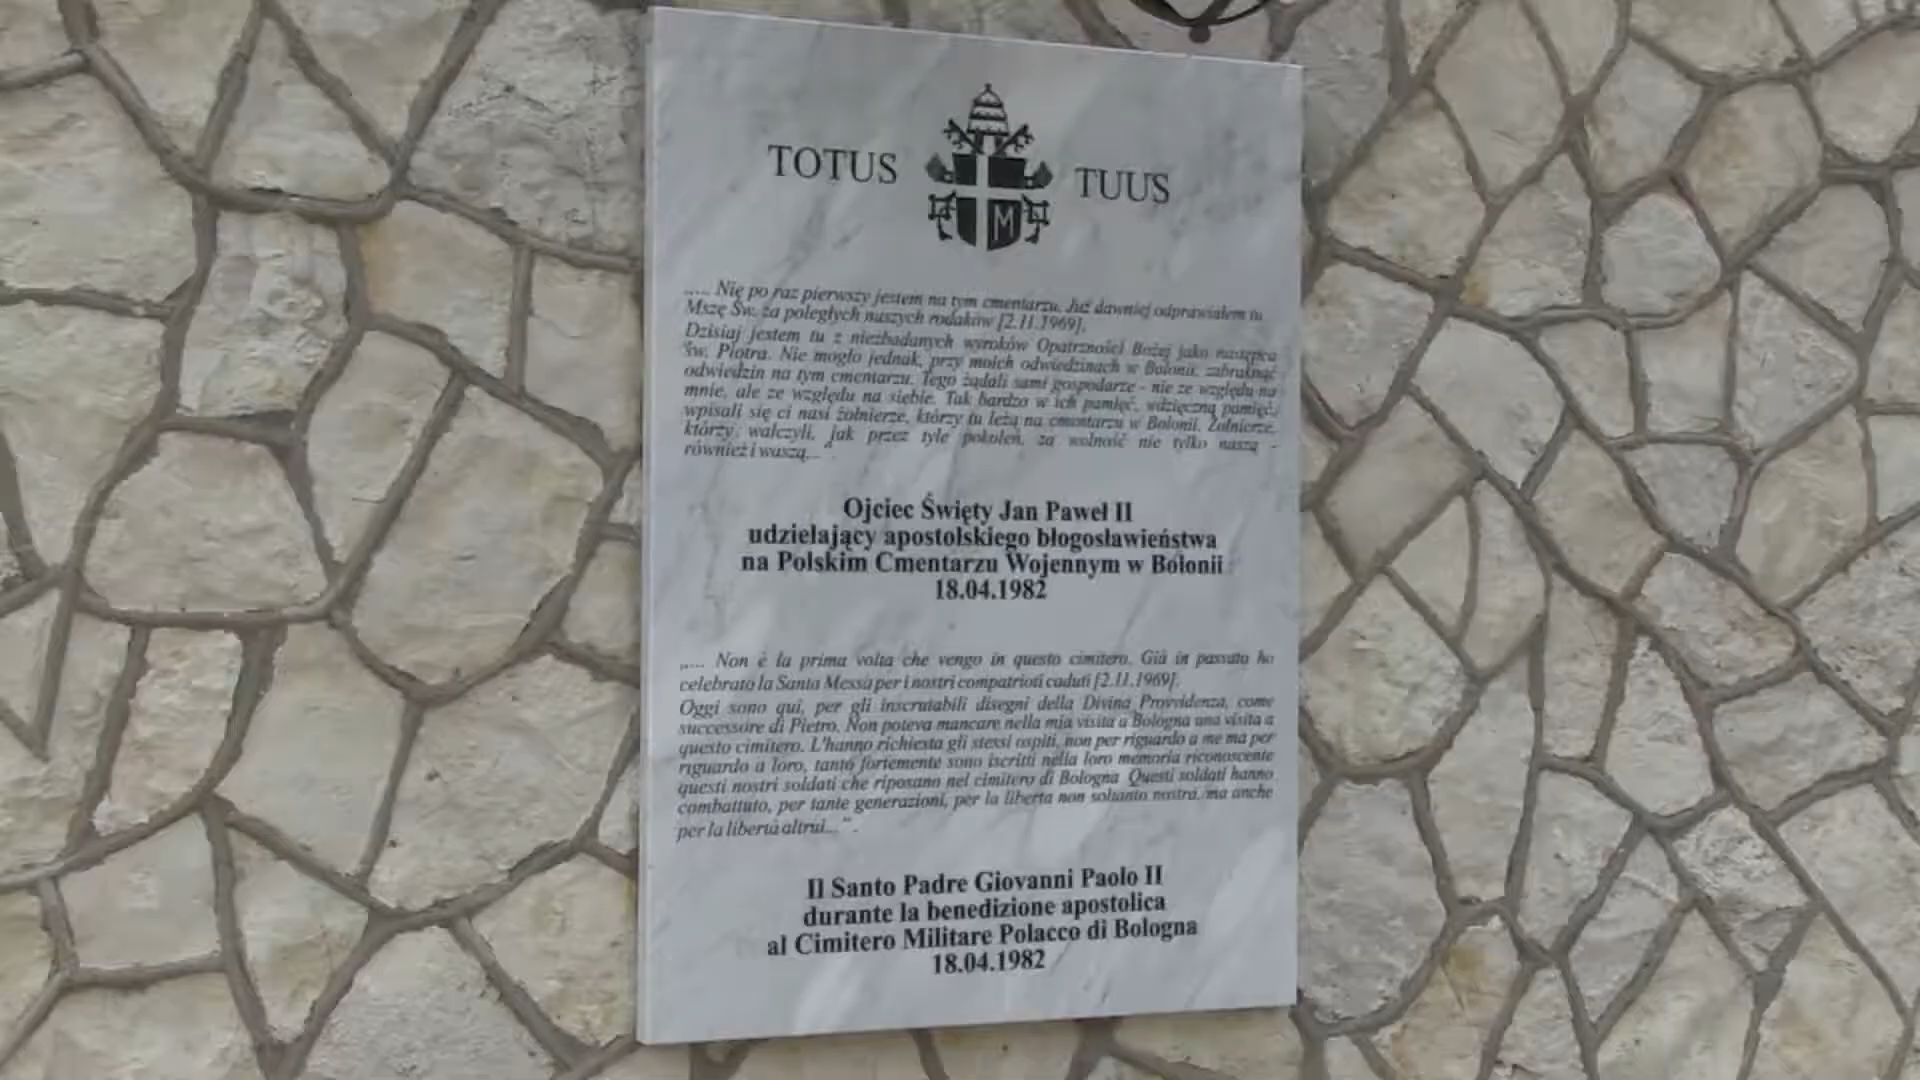 TOTUS TUUS
M
„.... Nie po raz pierwszy jestem na tym cmentarzu. Już dawniej odprawiałem tu
Mszę Św. za poległych naszych rodaków [2.11.1969].
Dzisiaj jestem tu z niezbadanych wyroków Opatrzności Bożej jako następca
św. Piotra. Nie mogło jednak, przy moich odwiedzinach w Bolonii, zabraknąć
odwiedzin na tym cmentarzu. Tego żądali sami gospodarze - nie ze względu na
mnie, ale ze względu na siebie. Tak bardzo w ich pamięć, wdzięczną pamięć,
wpisali się ci nasi żołnierze, którzy tu leżą na cmentarzu w Bolonii. Żołnierze,
którzy walczyli, jak przez tyle pokoleń, za wolność nie tylko naszą -
również i waszą... ”
Ojciec Święty Jan Paweł II
udzielający apostolskiego błogosławieństwa
na Polskim Cmentarzu Wojennym w Bolonii
18.04.1982
„.... Non è la prima volta che vengo in questo cimitero. Già in passato ho
celebrato la Santa Messa per i nostri compatrioti caduti [2.11.1969].
Oggi sono qui, per gli inscrutabili disegni della Divina Provvidenza, come
successore di Pietro. Non poteva mancare nella mia visita a Bologna una visita a
questo cimitero. L'hanno richiesta gli stessi ospiti, non per riguardo a me ma per
riguardo a loro, tanto fortemente sono iscritti nella loro memoria riconoscente
questi nostri soldati che riposano nel cimitero di Bologna. Questi soldati hanno
combattuto, per tante generazioni, per la libertà non soltanto nostra, ma anche
per la libertà altrui...”.
Il Santo Padre Giovanni Paolo II
durante la benedizione apostolica
al Cimitero Militare Polacco di Bologna
18.04.1982